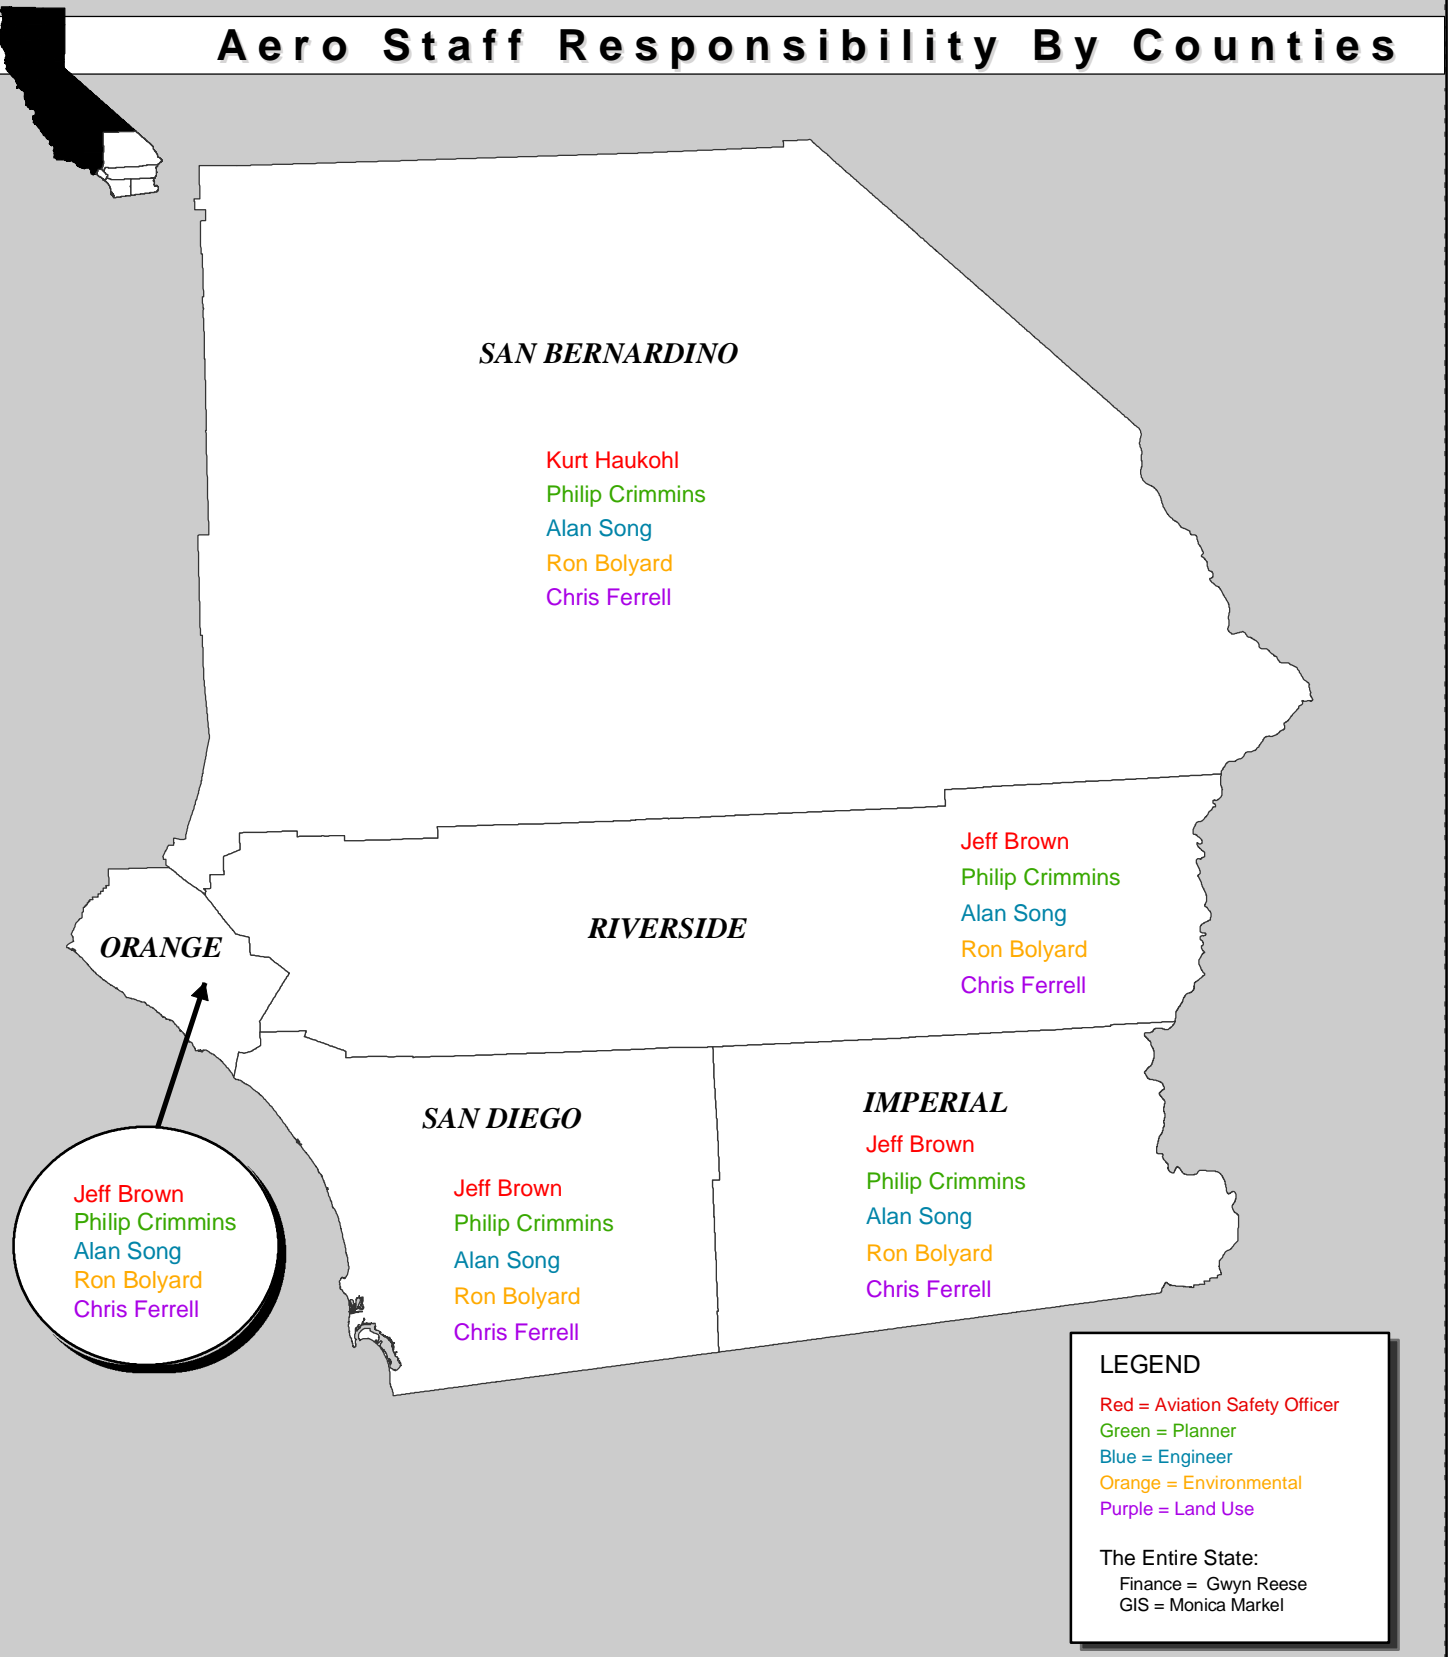 Aero Staff Responsibility By Counties
SAN BERNARDINO
Kurt Haukohl
Philip Crimmins
Alan Song
Ron Bolyard
Chris Ferrell
RIVERSIDE
Jeff Brown
Philip Crimmins
Alan Song
Ron Bolyard
Chris Ferrell
ORANGE
Jeff Brown
Philip Crimmins
Alan Song
Ron Bolyard
Chris Ferrell
SAN DIEGO
Jeff Brown
Philip Crimmins
Alan Song
Ron Bolyard
Chris Ferrell
IMPERIAL
Jeff Brown
Philip Crimmins
Alan Song
Ron Bolyard
Chris Ferrell
LEGEND
Red = Aviation Safety Officer
Green = Planner
Blue = Engineer
Orange = Environmental
Purple = Land Use
The Entire State:
Finance = Gwyn Reese
GIS = Monica Markel